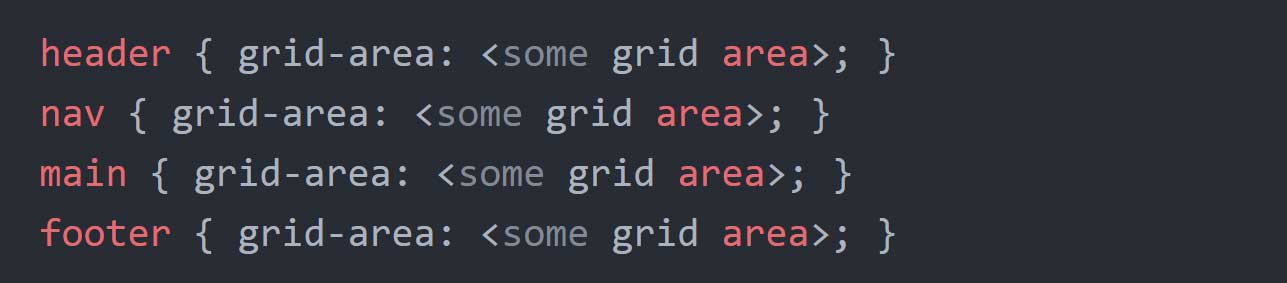 header { grid-area: <some grid area>; }
nav { grid-area: <some grid area>; }
main { grid-area: <some grid area>; }
footer { grid-area: <some grid area>; }